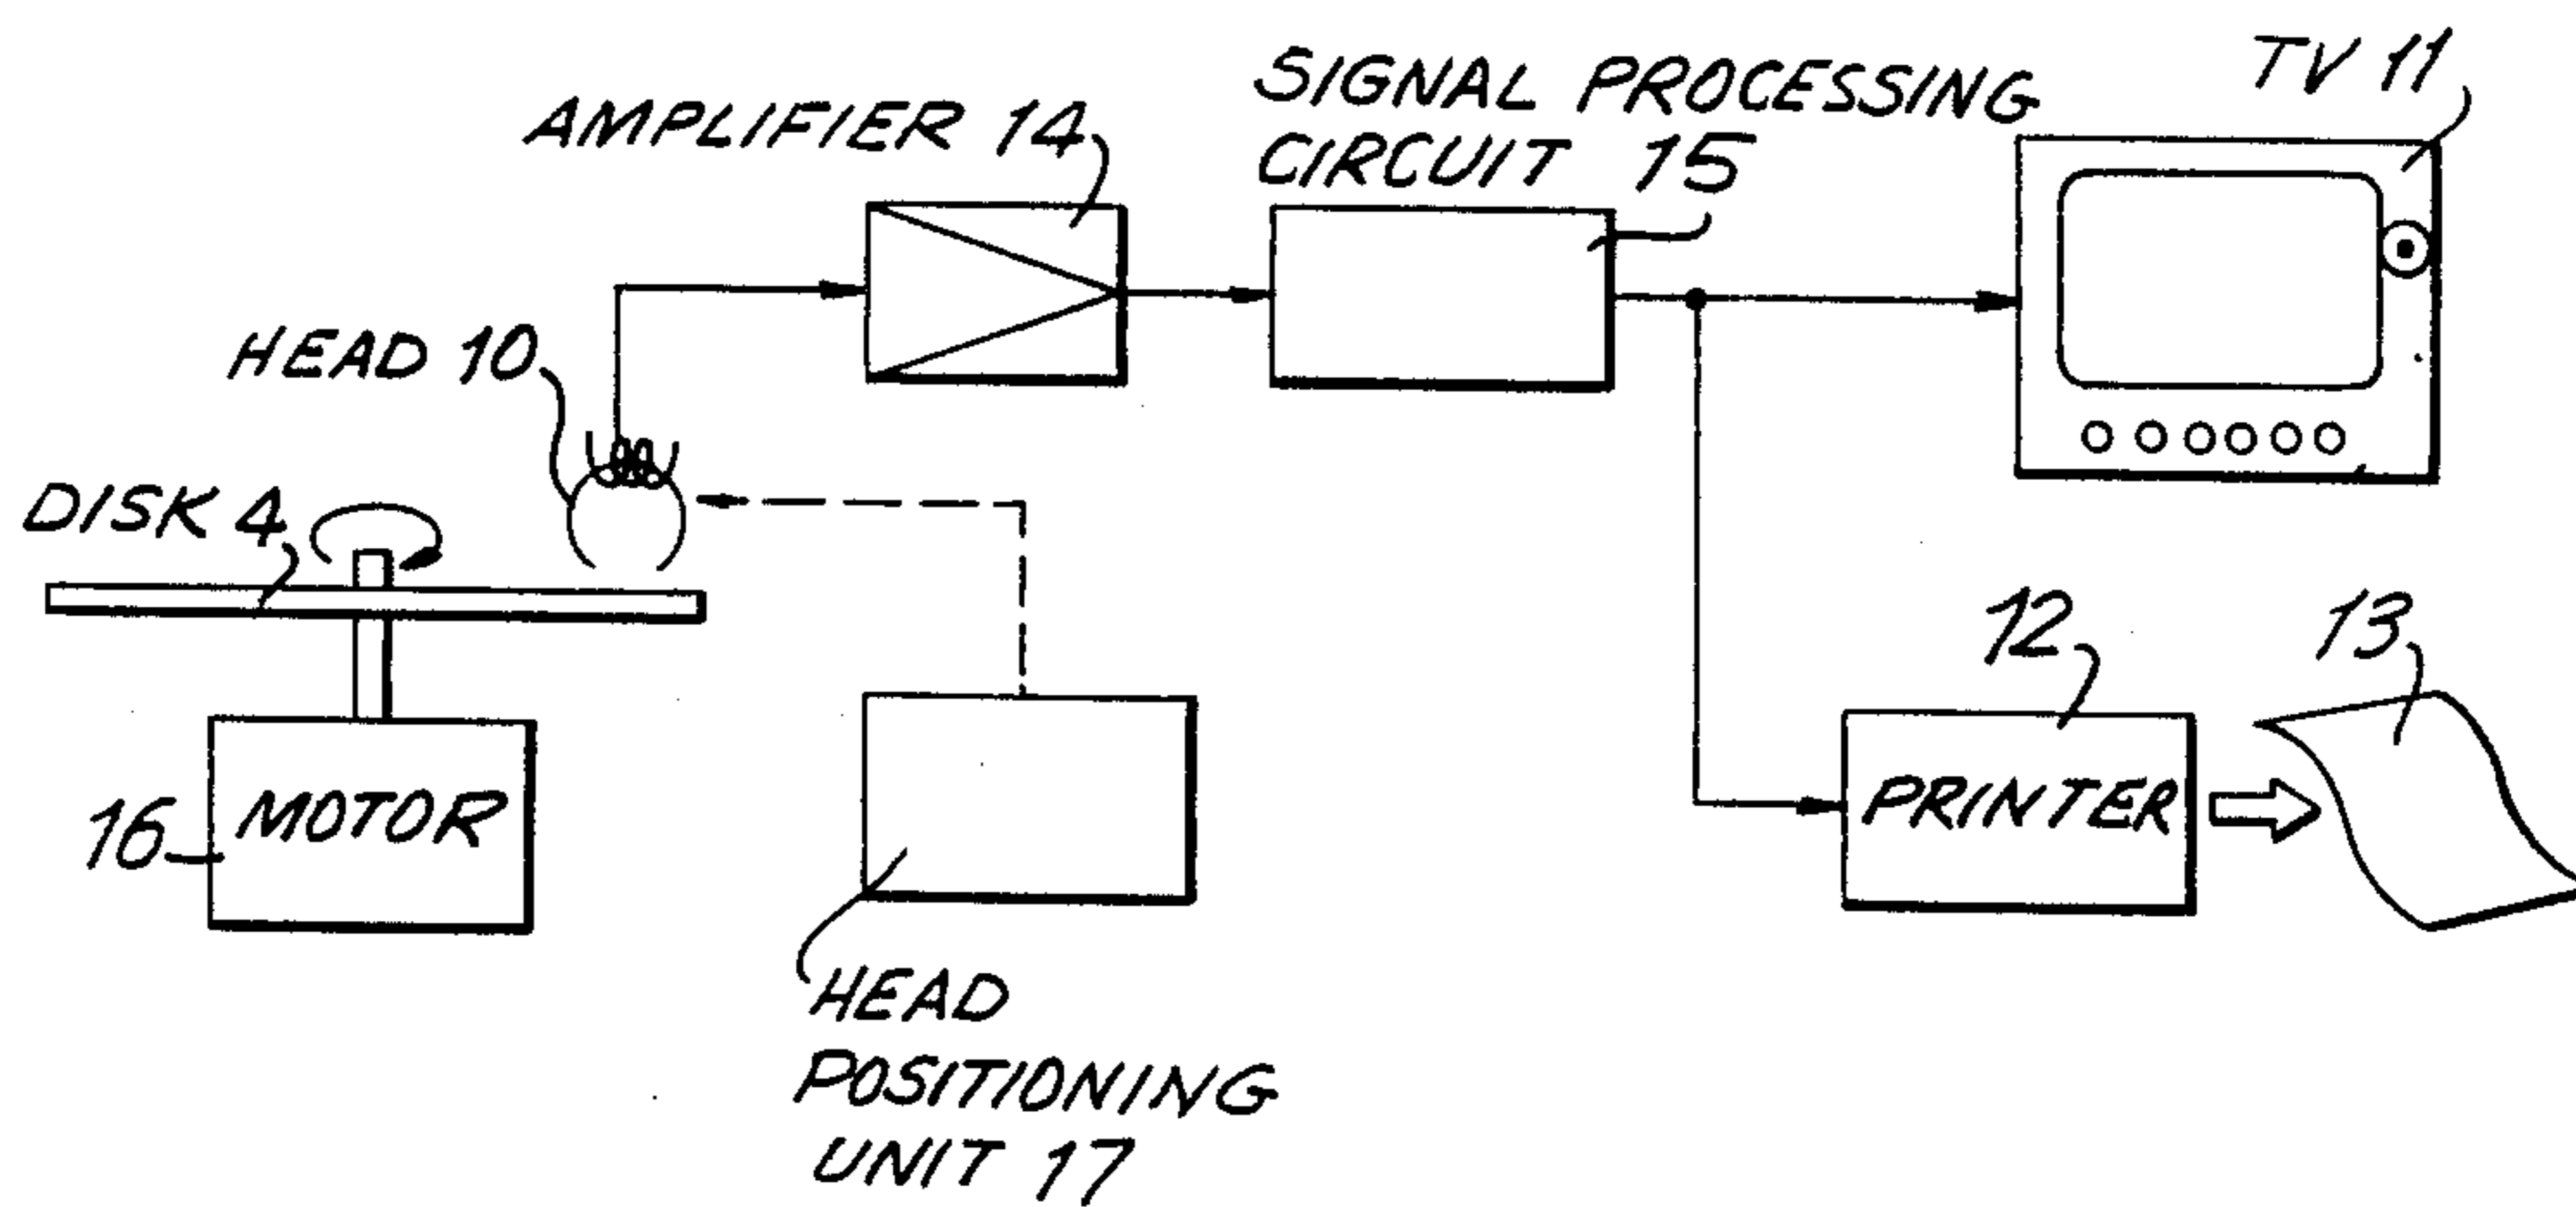 TV 11
SIGNAL PROCESSING
CIRCUIT 15
AMPLIFIER 14
HEAD 10
DISK 4
12
13
16
MOTOR
PRINTER
HEAD
POSITIONING
UNIT 17